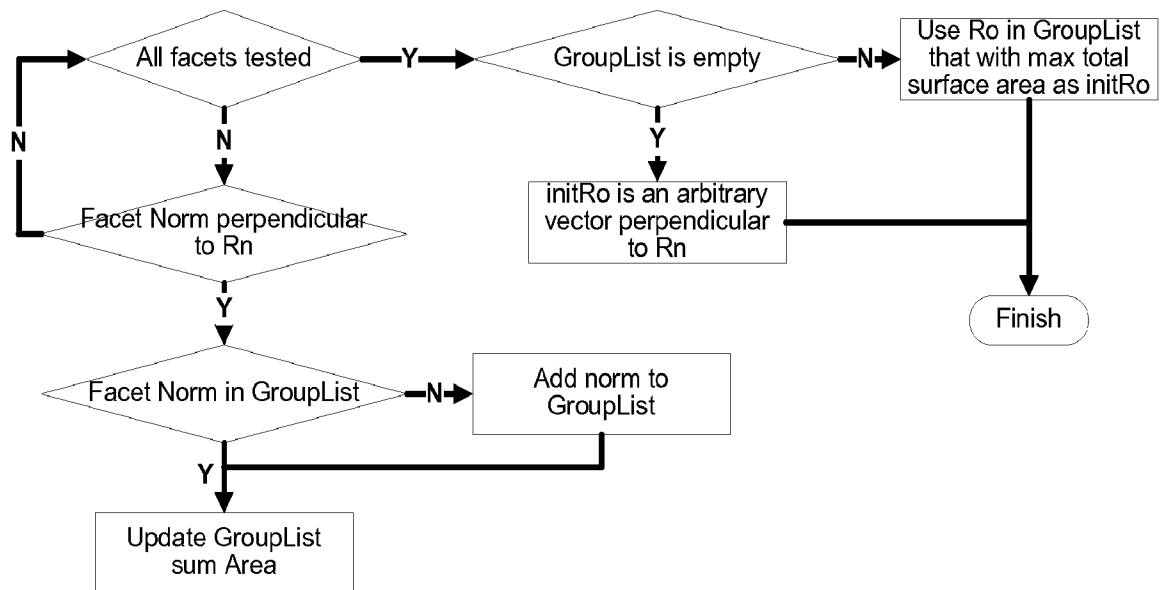 All facets tested
Y
GroupList is empty
N
Use Ro in GroupList
that with max total
surface area as initRo
N
N
Y
Facet Norm perpendicular
to Rn
initRo is an arbitrary
vector perpendicular
to Rn
Y
Finish
Facet Norm in GroupList
N
Add norm to
GroupList
Y
Update GroupList
sum Area